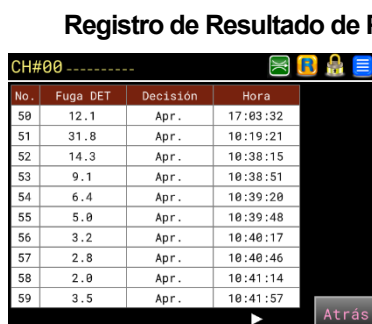 Registro de Resultado de
CH#00 ----------
No. Fuga DET Decisión Hora
50 12.1 Apr. 17:03:32
51 31.8 Apr. 10:19:21
52 14.3 Apr. 10:38:15
53 9.1 Apr. 10:38:51
54 6.4 Apr. 10:39:20
55 5.0 Apr. 10:39:48
56 3.2 Apr. 10:40:17
57 2.8 Apr. 10:40:46
58 2.0 Apr. 10:41:14
59 3.5 Apr. 10:41:57
Atrás